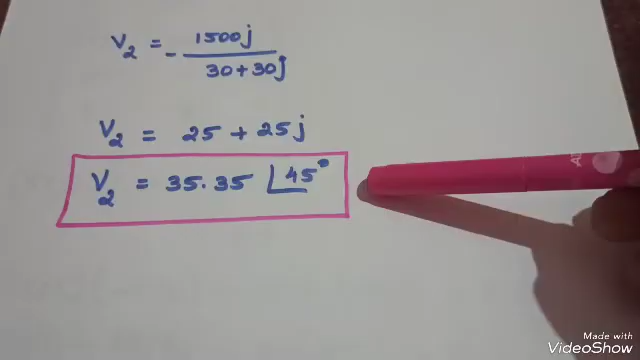 V₂ = - 1500j / 30+30j
V₂ = 25 + 25j
V₂ = 35.35 ∠45°
Made with
VideoShow